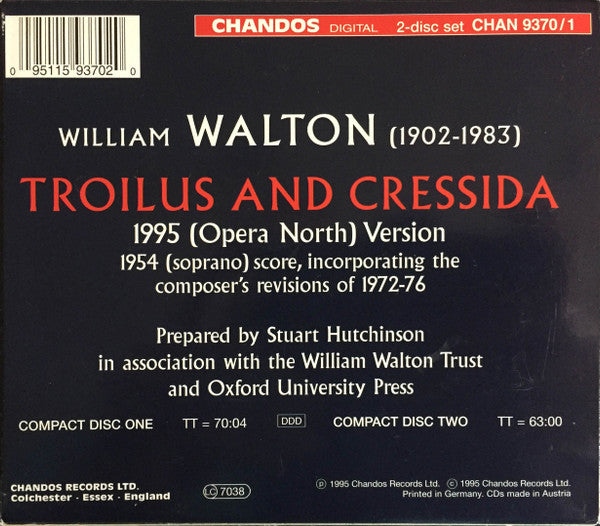 CHANDOS DIGITAL 2-disc set CHAN 9370/1
0 95115 93702 0
WILLIAM WALTON (1902-1983)
TROILUS AND CRESSIDA
1995 (Opera North) Version
1954 (soprano) score, incorporating the
composer's revisions of 1972-76
Prepared by Stuart Hutchinson
in association with the William Walton Trust
and Oxford University Press
COMPACT DISC ONE TT = 70:04 DDD COMPACT DISC TWO TT = 63:00
CHANDOS RECORDS LTD.
Colchester · Essex · England
LC 7038
℗ 1995 Chandos Records Ltd. © 1995 Chandos Records Ltd.
Printed in Germany. CDs made in Austria